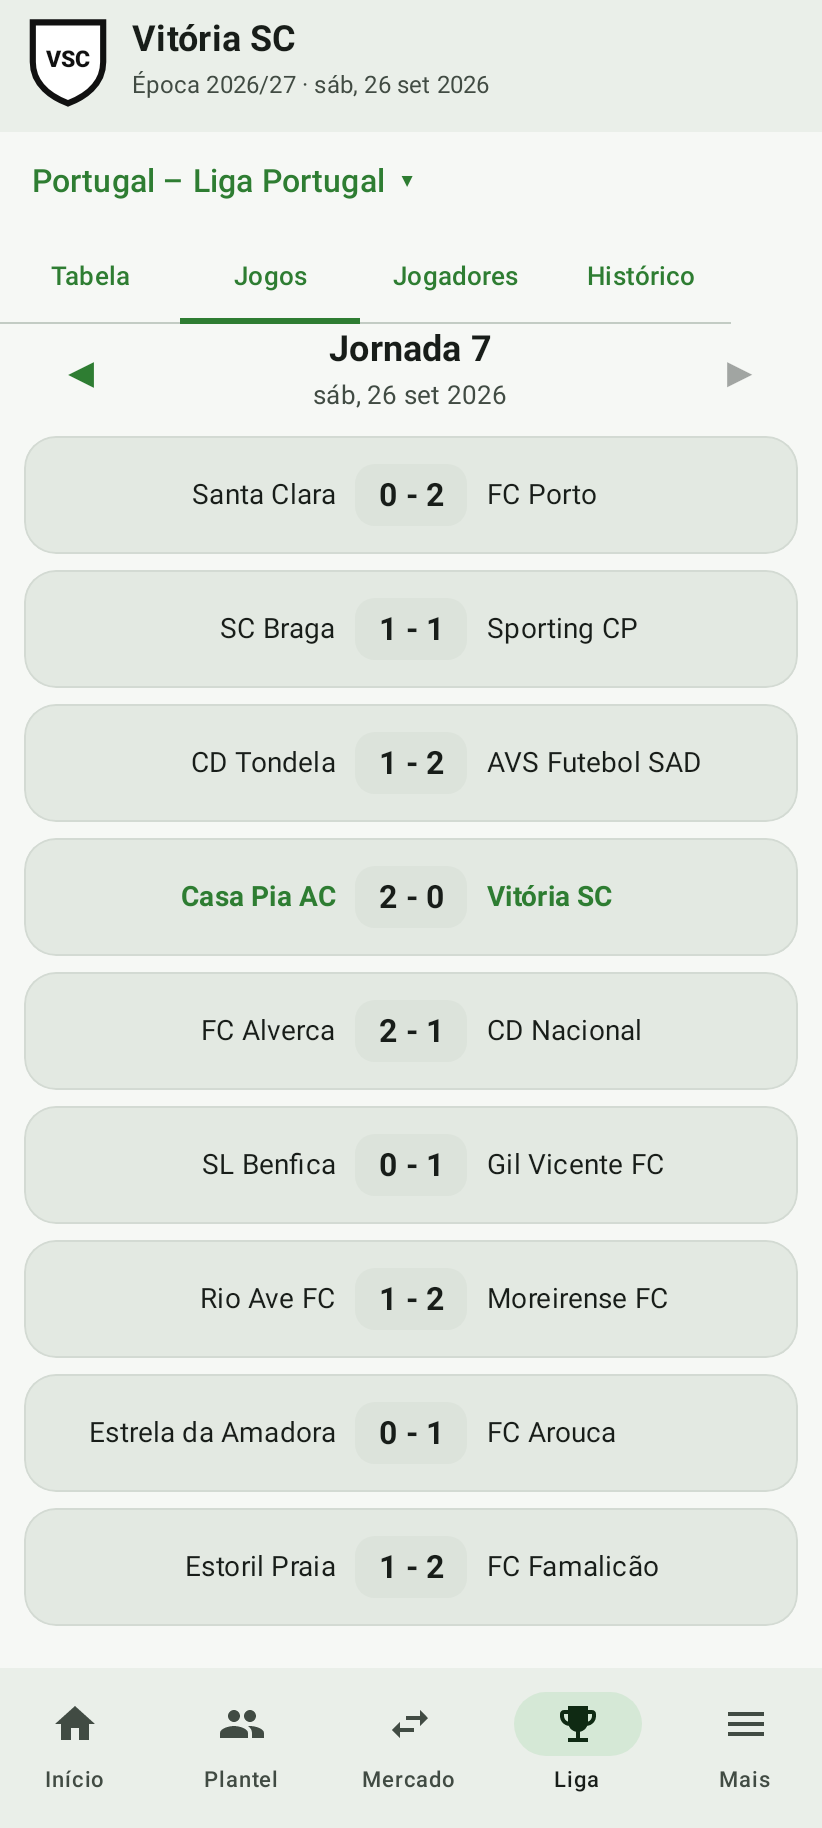 VSC
Vitória SC
Época 2026/27 · sáb, 26 set 2026
Portugal – Liga Portugal ▼
Tabela Jogos Jogadores Histórico
Jornada 7
sáb, 26 set 2026
Santa Clara 0 - 2 FC Porto
SC Braga 1 - 1 Sporting CP
CD Tondela 1 - 2 AVS Futebol SAD
Casa Pia AC 2 - 0 Vitória SC
FC Alverca 2 - 1 CD Nacional
SL Benfica 0 - 1 Gil Vicente FC
Rio Ave FC 1 - 2 Moreirense FC
Estrela da Amadora 0 - 1 FC Arouca
Estoril Praia 1 - 2 FC Famalicão
Início Plantel Mercado Liga Mais